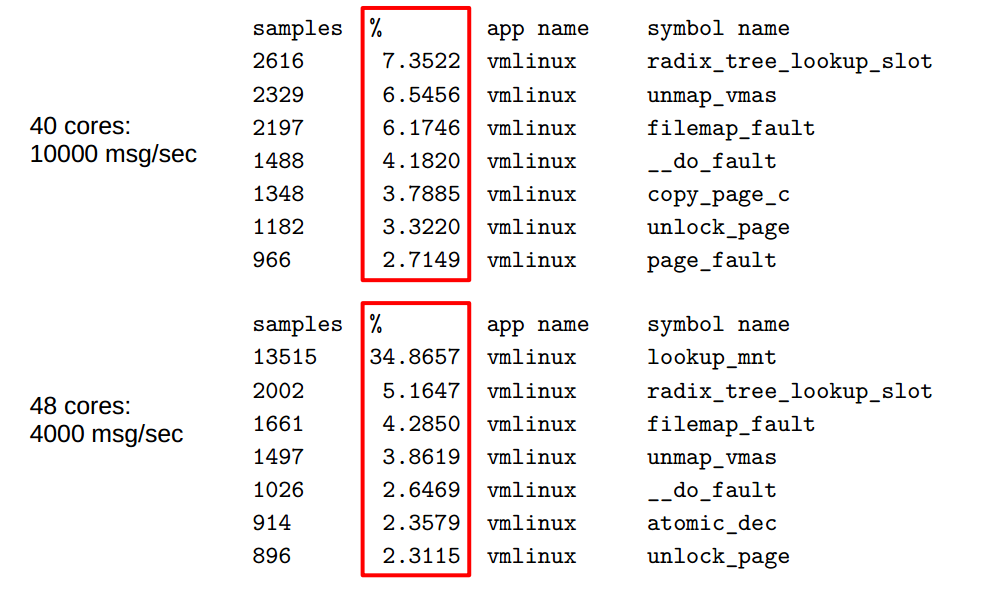 samples % app name symbol name
2616 7.3522 vmlinux radix_tree_lookup_slot
2329 6.5456 vmlinux unmap_vmas
40 cores:
10000 msg/sec
2197 6.1746 vmlinux filemap_fault
1488 4.1820 vmlinux __do_fault
1348 3.7885 vmlinux copy_page_c
1182 3.3220 vmlinux unlock_page
966 2.7149 vmlinux page_fault
samples % app name symbol name
13515 34.8657 vmlinux lookup_mnt
2002 5.1647 vmlinux radix_tree_lookup_slot
48 cores:
4000 msg/sec
1661 4.2850 vmlinux filemap_fault
1497 3.8619 vmlinux unmap_vmas
1026 2.6469 vmlinux __do_fault
914 2.3579 vmlinux atomic_dec
896 2.3115 vmlinux unlock_page